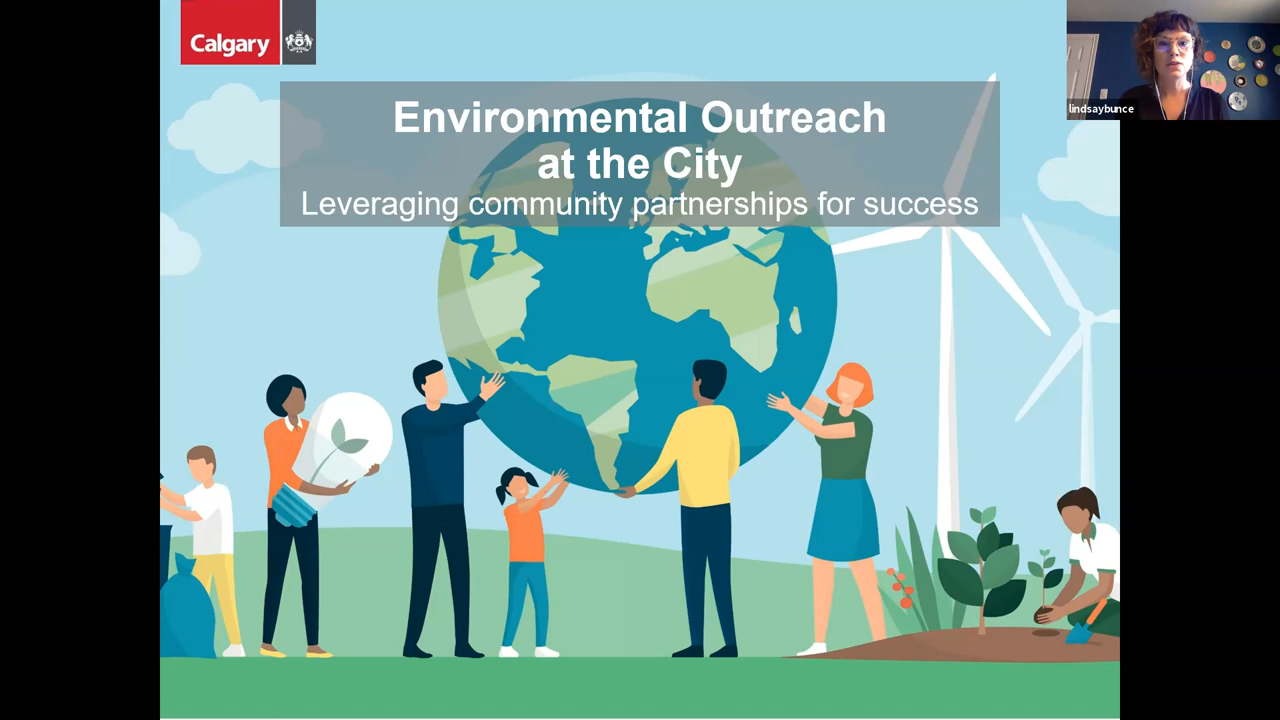 Calgary
Environmental Outreach
at the City
Leveraging community partnerships for success
lindsaybunce